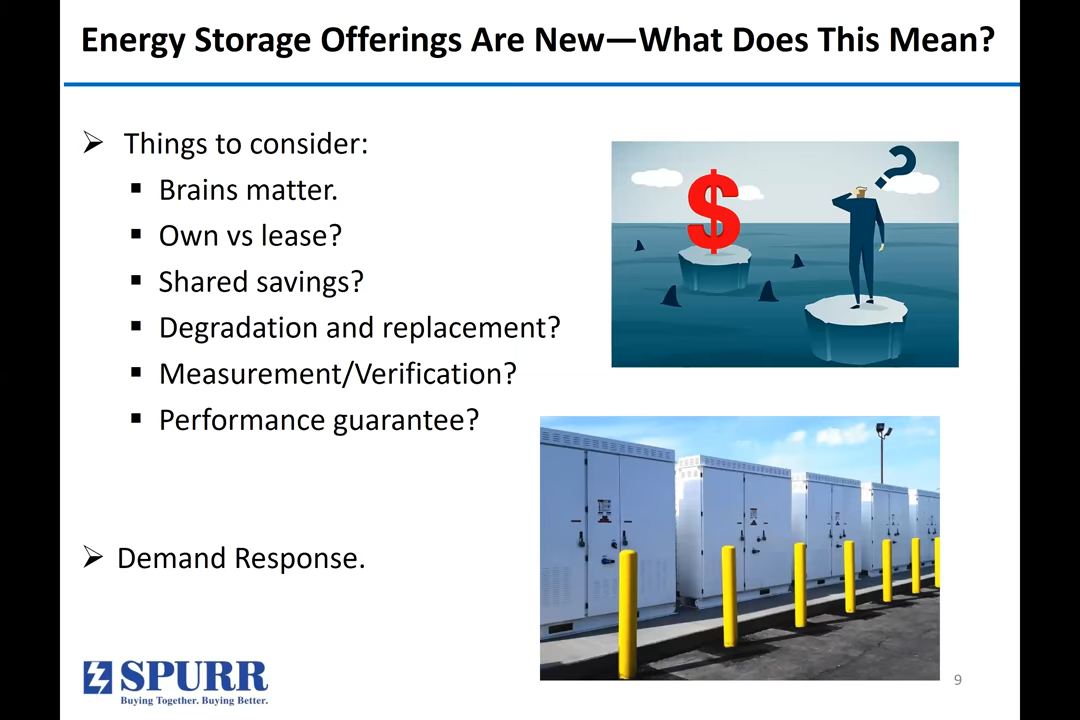 Energy Storage Offerings Are New—What Does This Mean?
Things to consider:
Brains matter.
Own vs lease?
Shared savings?
Degradation and replacement?
Measurement/Verification?
Performance guarantee?
$
?
Demand Response.
SPURR
Buying Together. Buying Better.
9